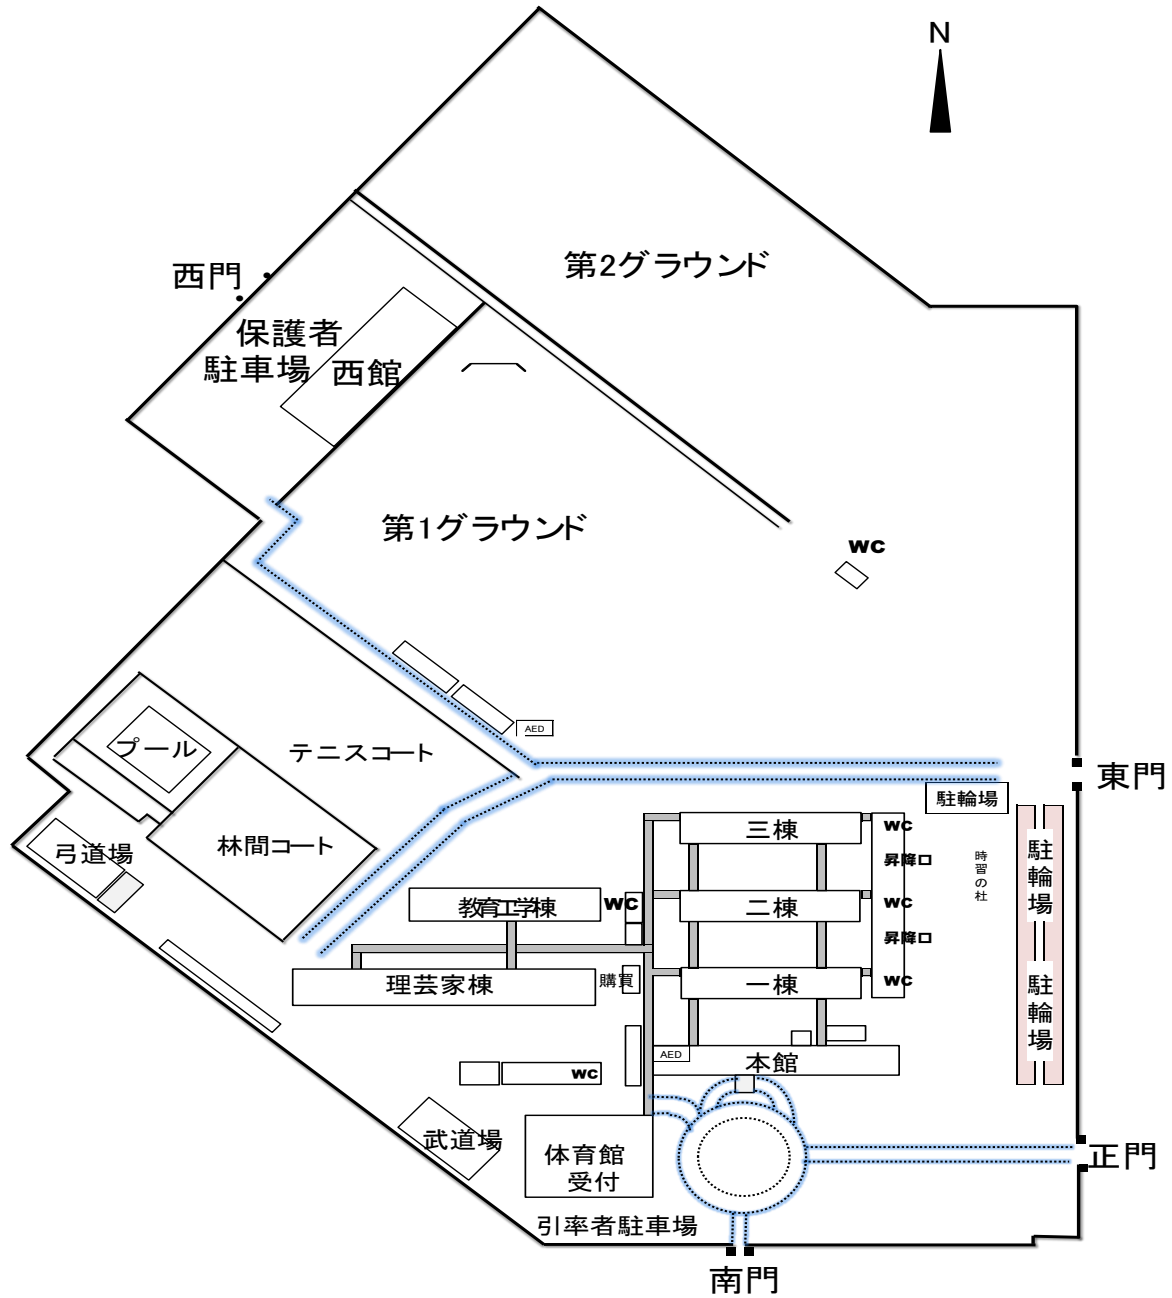 N
第2グラウンド
西門
保護者
駐車場
西館
第1グラウンド
WC
AED
プール
テニスコート
東門
駐輪場
三棟
WC
駐輪場
弓道場
林間コート
昇降口
時習の杜
教育工学棟
WC
二棟
WC
昇降口
理芸家棟
購買
一棟
WC
駐輪場
AED
本館
WC
武道場
体育館
受付
正門
引率者駐車場
南門